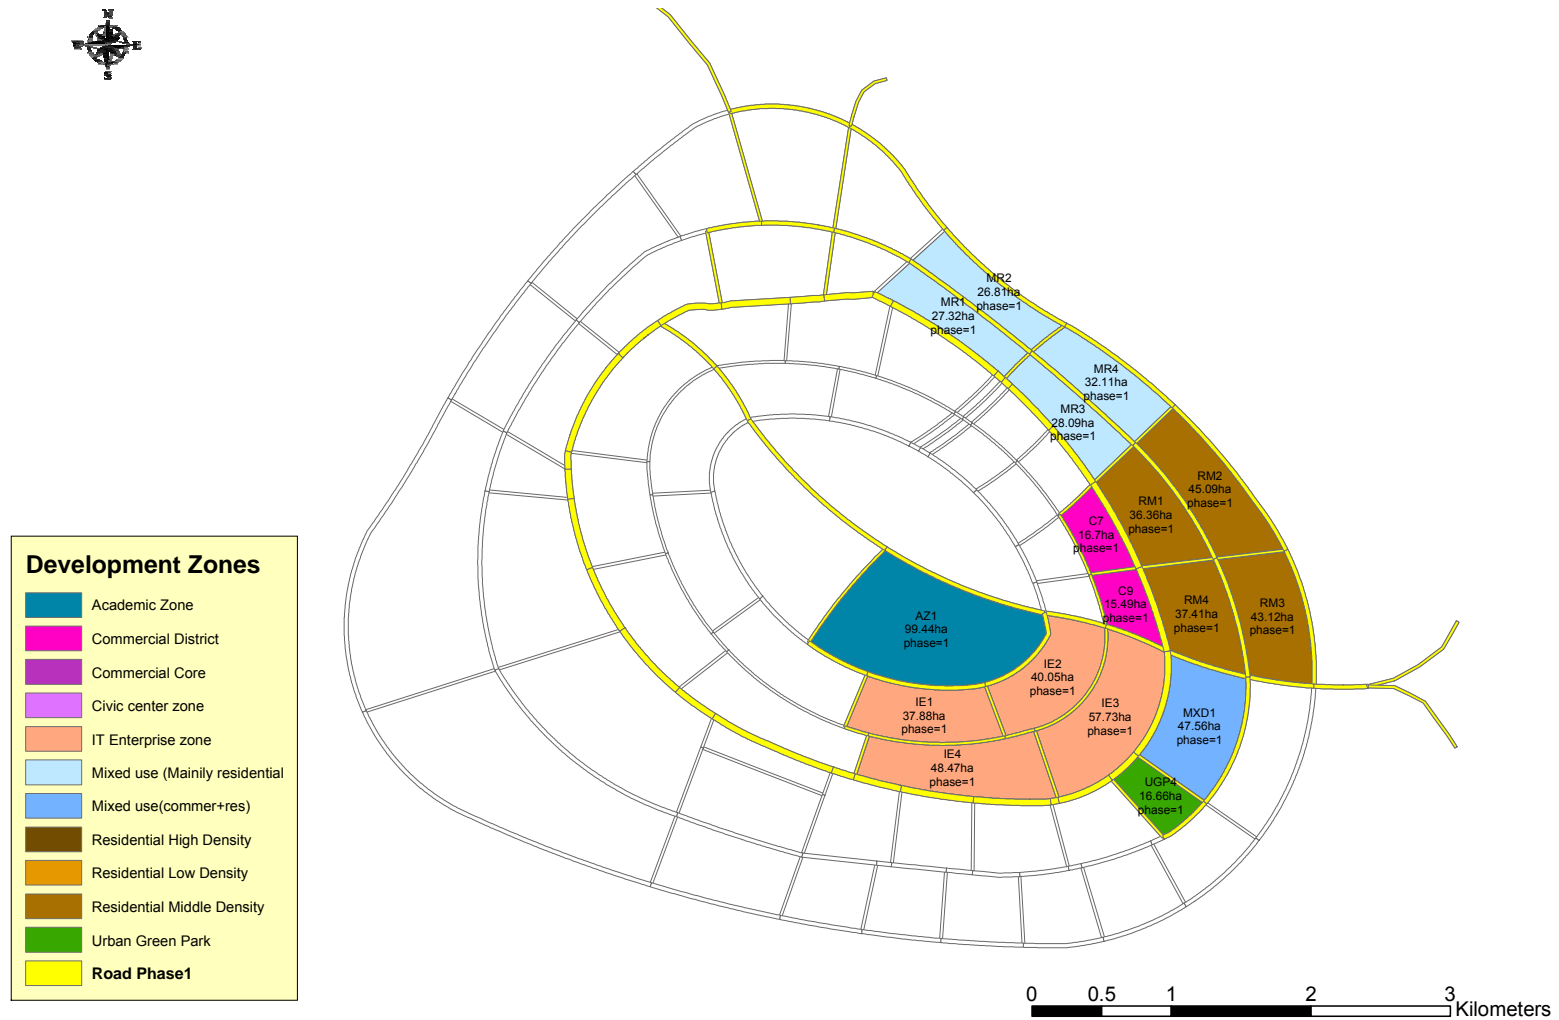 N
W
E
S
MR2
26.81ha
phase=1
MR1
27.32ha
phase=1
MR4
32.11ha
phase=1
MR3
28.09ha
phase=1
RM2
45.09ha
phase=1
RM1
36.36ha
phase=1
C7
16.7ha
phase=1
C9
15.49ha
phase=1
RM4
37.41ha
phase=1
RM3
43.12ha
phase=1
AZ1
99.44ha
phase=1
IE2
40.05ha
phase=1
IE1
37.88ha
phase=1
IE3
57.73ha
phase=1
MXD1
47.56ha
phase=1
IE4
48.47ha
phase=1
UGP4
16.66ha
phase=1
Development Zones
Academic Zone
Commercial District
Commercial Core
Civic center zone
IT Enterprise zone
Mixed use (Mainily residential
Mixed use(commer+res)
Residential High Density
Residential Low Density
Residential Middle Density
Urban Green Park
Road Phase1
0 0.5 1 2 3
Kilometers